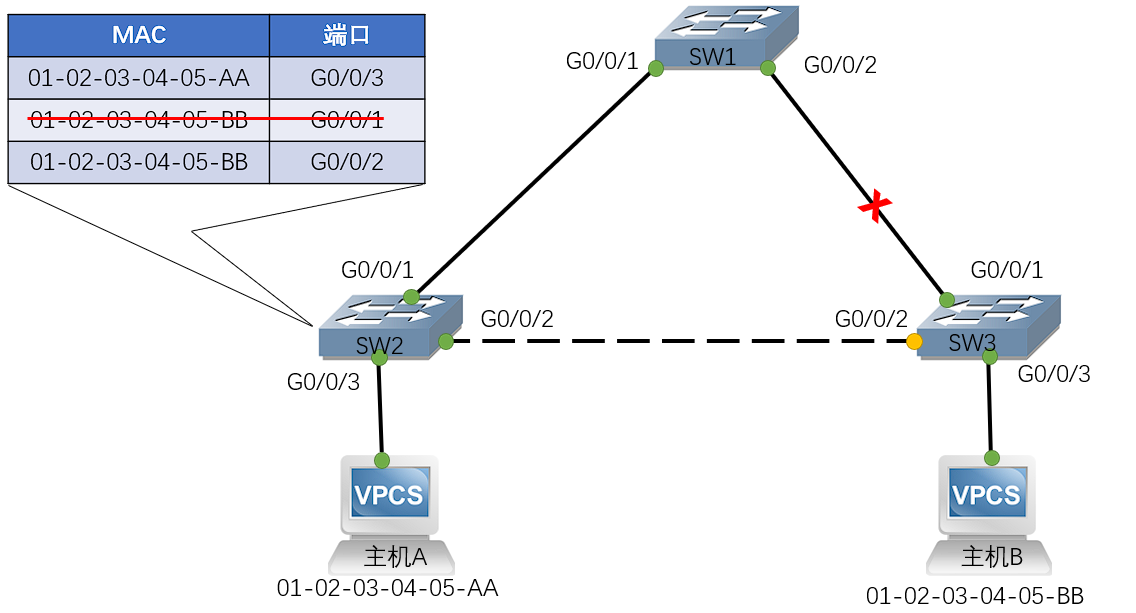 MAC 端口
01-02-03-04-05-AA G0/0/3
01-02-03-04-05-BB G0/0/1
01-02-03-04-05-BB G0/0/2
SW1
G0/0/1
G0/0/2
G0/0/1
G0/0/1
G0/0/2
G0/0/2
SW2
SW3
G0/0/3
G0/0/3
VPCS
VPCS
主机A
主机B
01-02-03-04-05-AA
01-02-03-04-05-BB